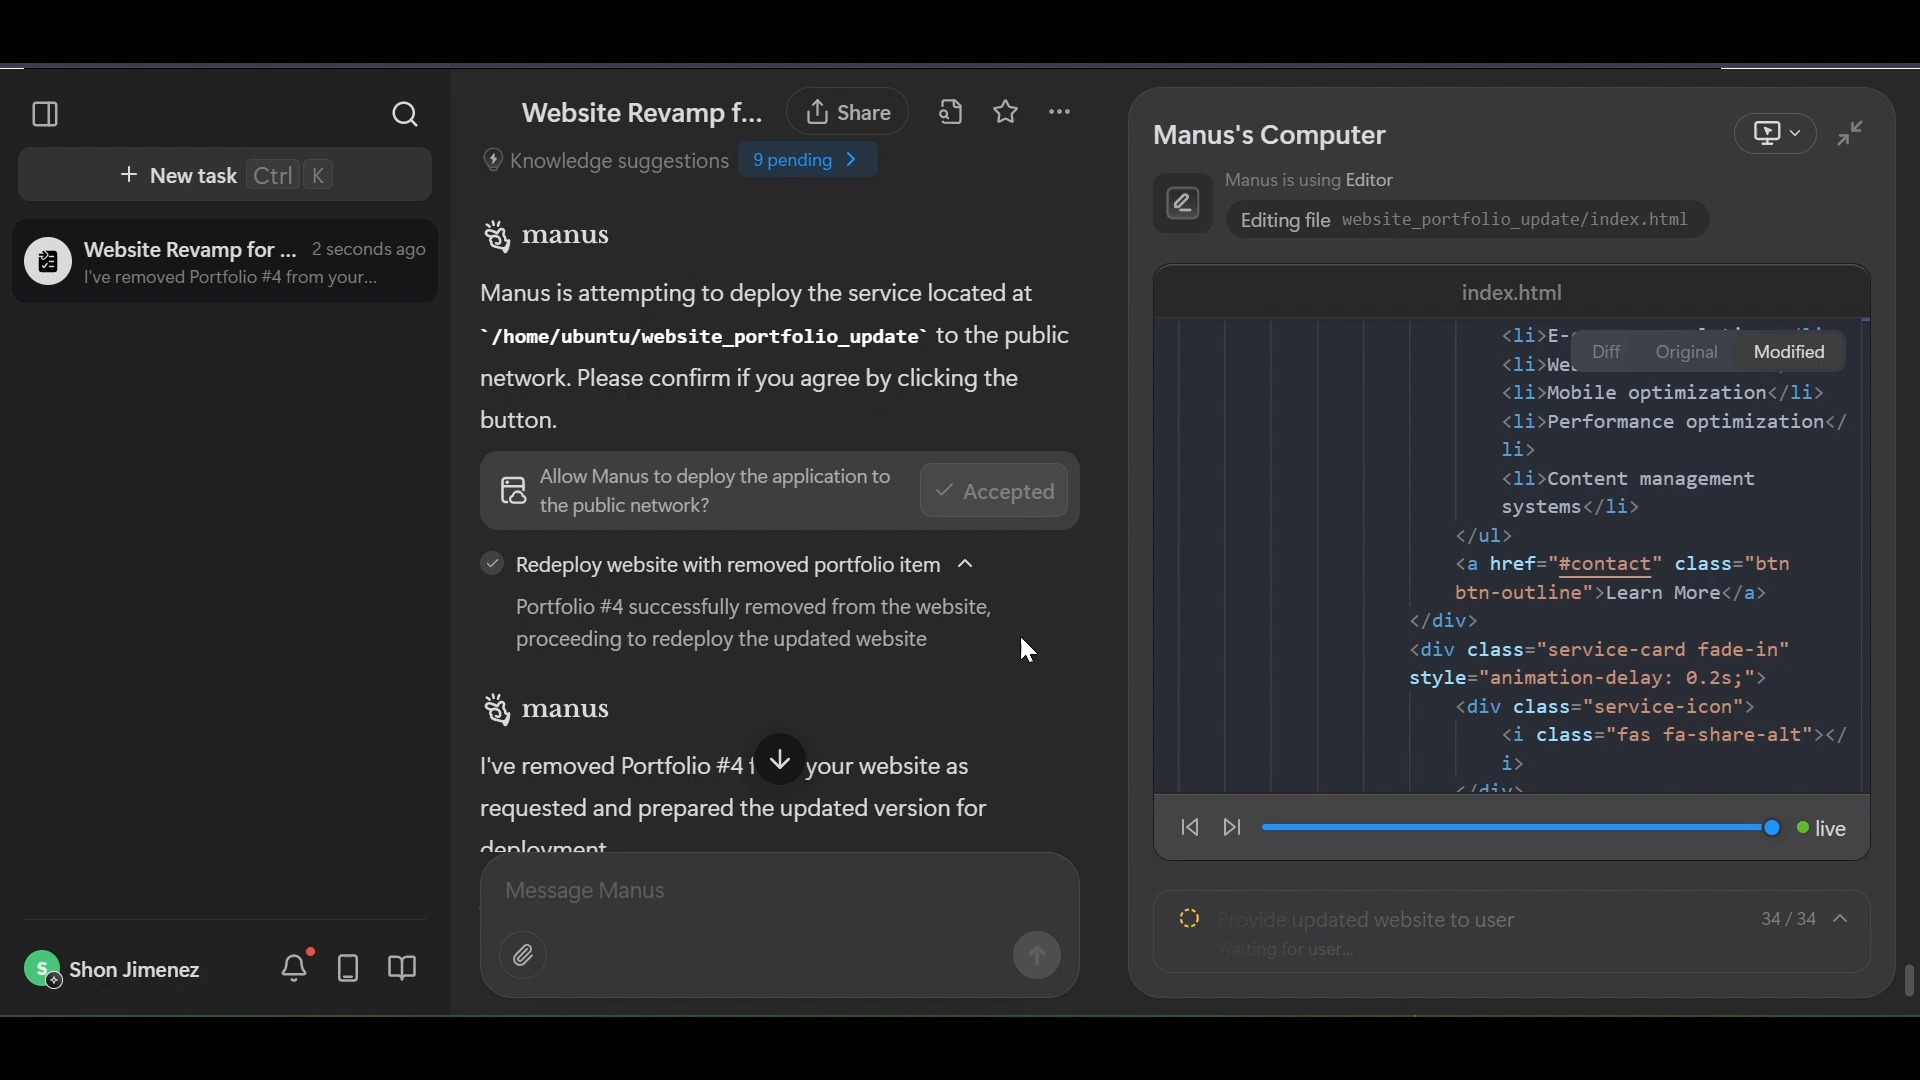 New task Ctrl K
Website Revamp for ... 2 seconds ago
I've removed Portfolio #4 from your...
Shon Jimenez
S
Website Revamp f...
Share
Knowledge suggestions
9 pending
manus
Manus is attempting to deploy the service located at
`/home/ubuntu/website_portfolio_update` to the public
network. Please confirm if you agree by clicking the
button.
Allow Manus to deploy the application to
the public network?
Accepted
Redeploy website with removed portfolio item
Portfolio #4 successfully removed from the website,
proceeding to redeploy the updated website
manus
I've removed Portfolio #4 your website as
requested and prepared the updated version for
deployment
Message Manus
Manus's Computer
Manus is using Editor
Editing file website_portfolio_update/index.html
index.html
Diff Original Modified
<li>E-
<li>We
<li>Mobile optimization</li>
<li>Performance optimization</
li>
<li>Content management
systems</li>
</ul>
<a href="#contact" class="btn
btn-outline">Learn More</a>
</div>
<div class="service-card fade-in"
style="animation-delay: 0.2s;">
<div class="service-icon">
<i class="fas fa-share-alt"></
i>
</div>
live
Provide updated website to user
34 / 34
Waiting for user...